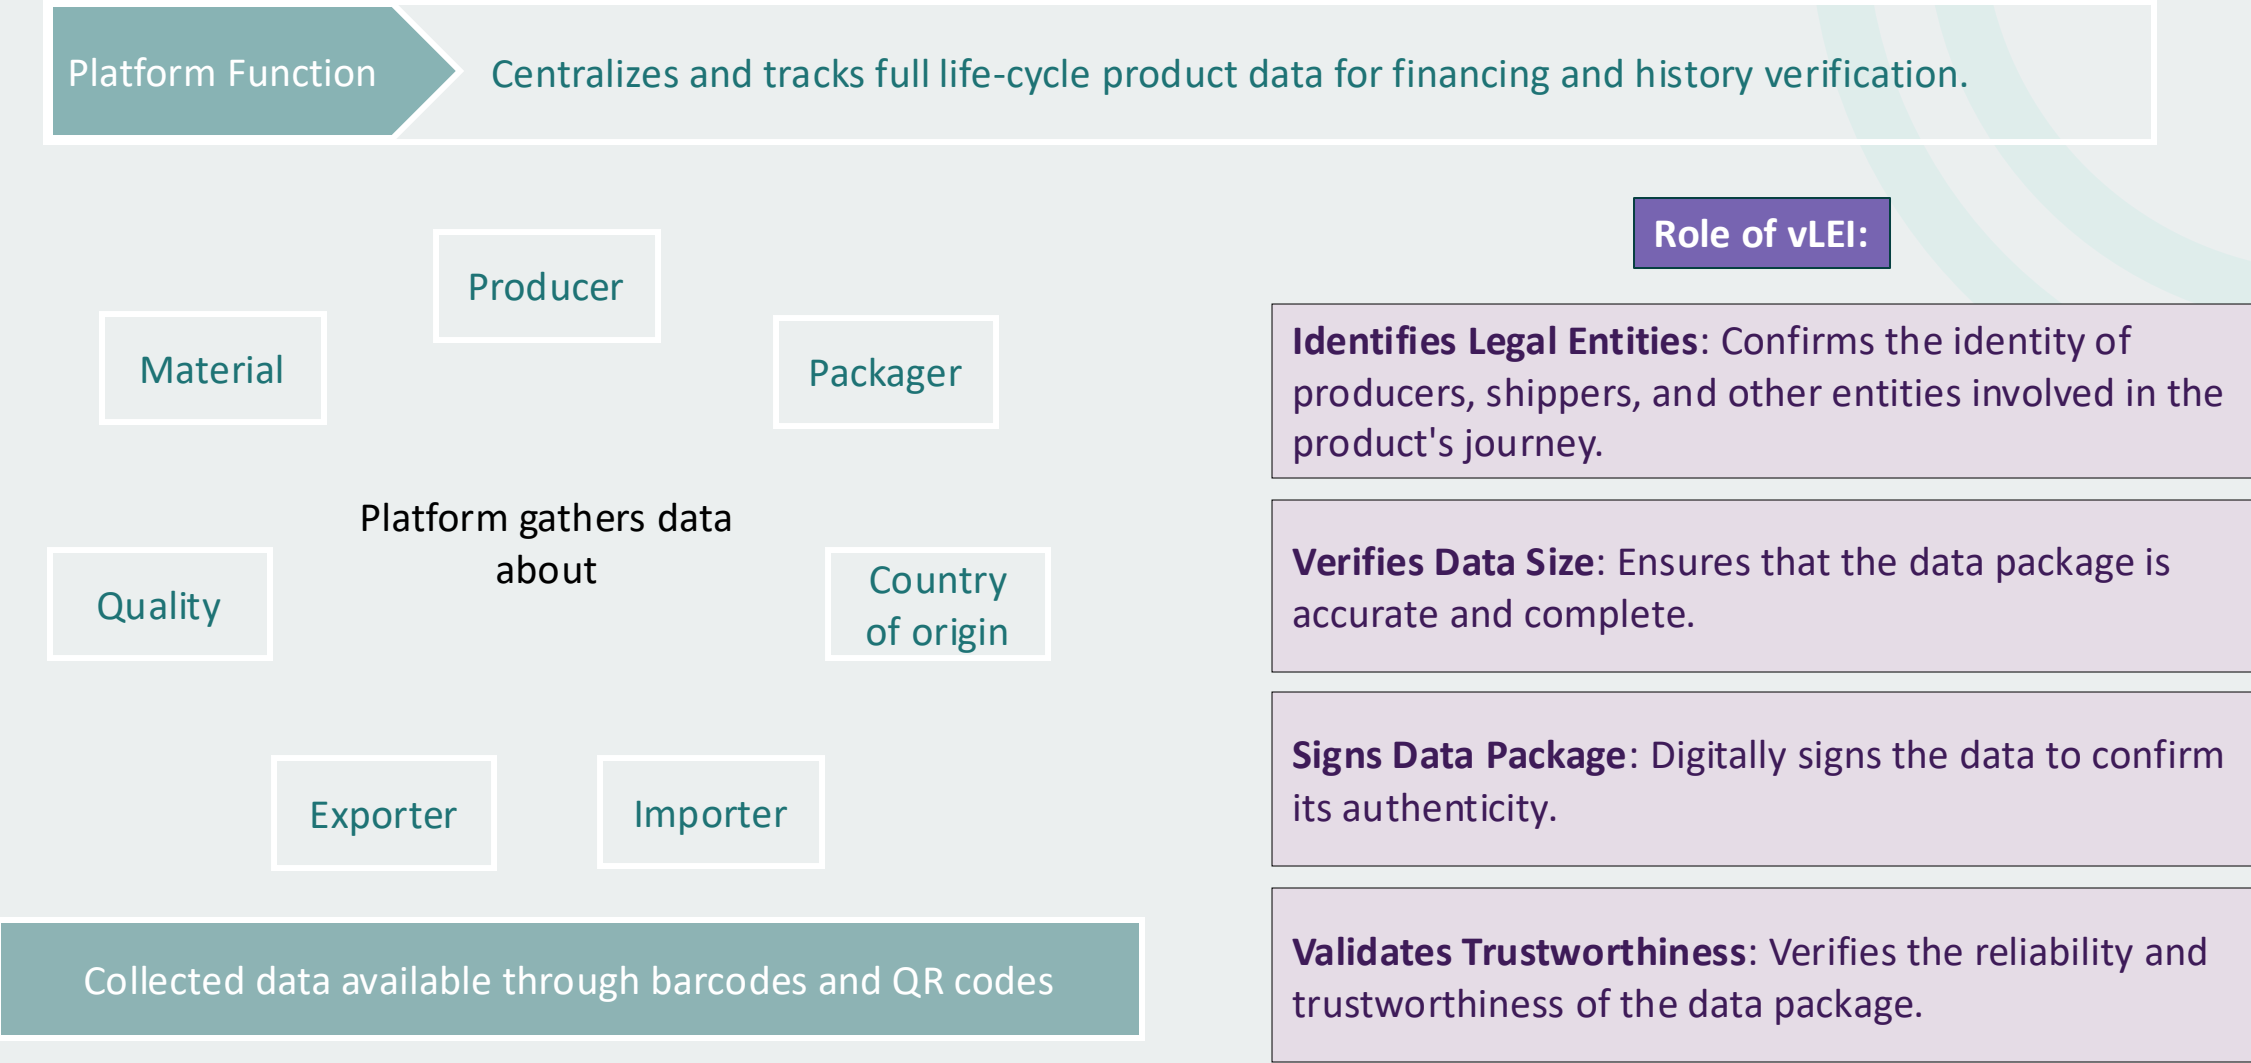 Platform Function
Centralizes and tracks full life-cycle product data for financing and history verification.
Producer
Material
Packager
Platform gathers data
about
Quality
Country
of origin
Exporter
Importer
Collected data available through barcodes and QR codes
Role of vLEI:
Identifies Legal Entities: Confirms the identity of
producers, shippers, and other entities involved in the
product's journey.
Verifies Data Size: Ensures that the data package is
accurate and complete.
Signs Data Package: Digitally signs the data to confirm
its authenticity.
Validates Trustworthiness: Verifies the reliability and
trustworthiness of the data package.